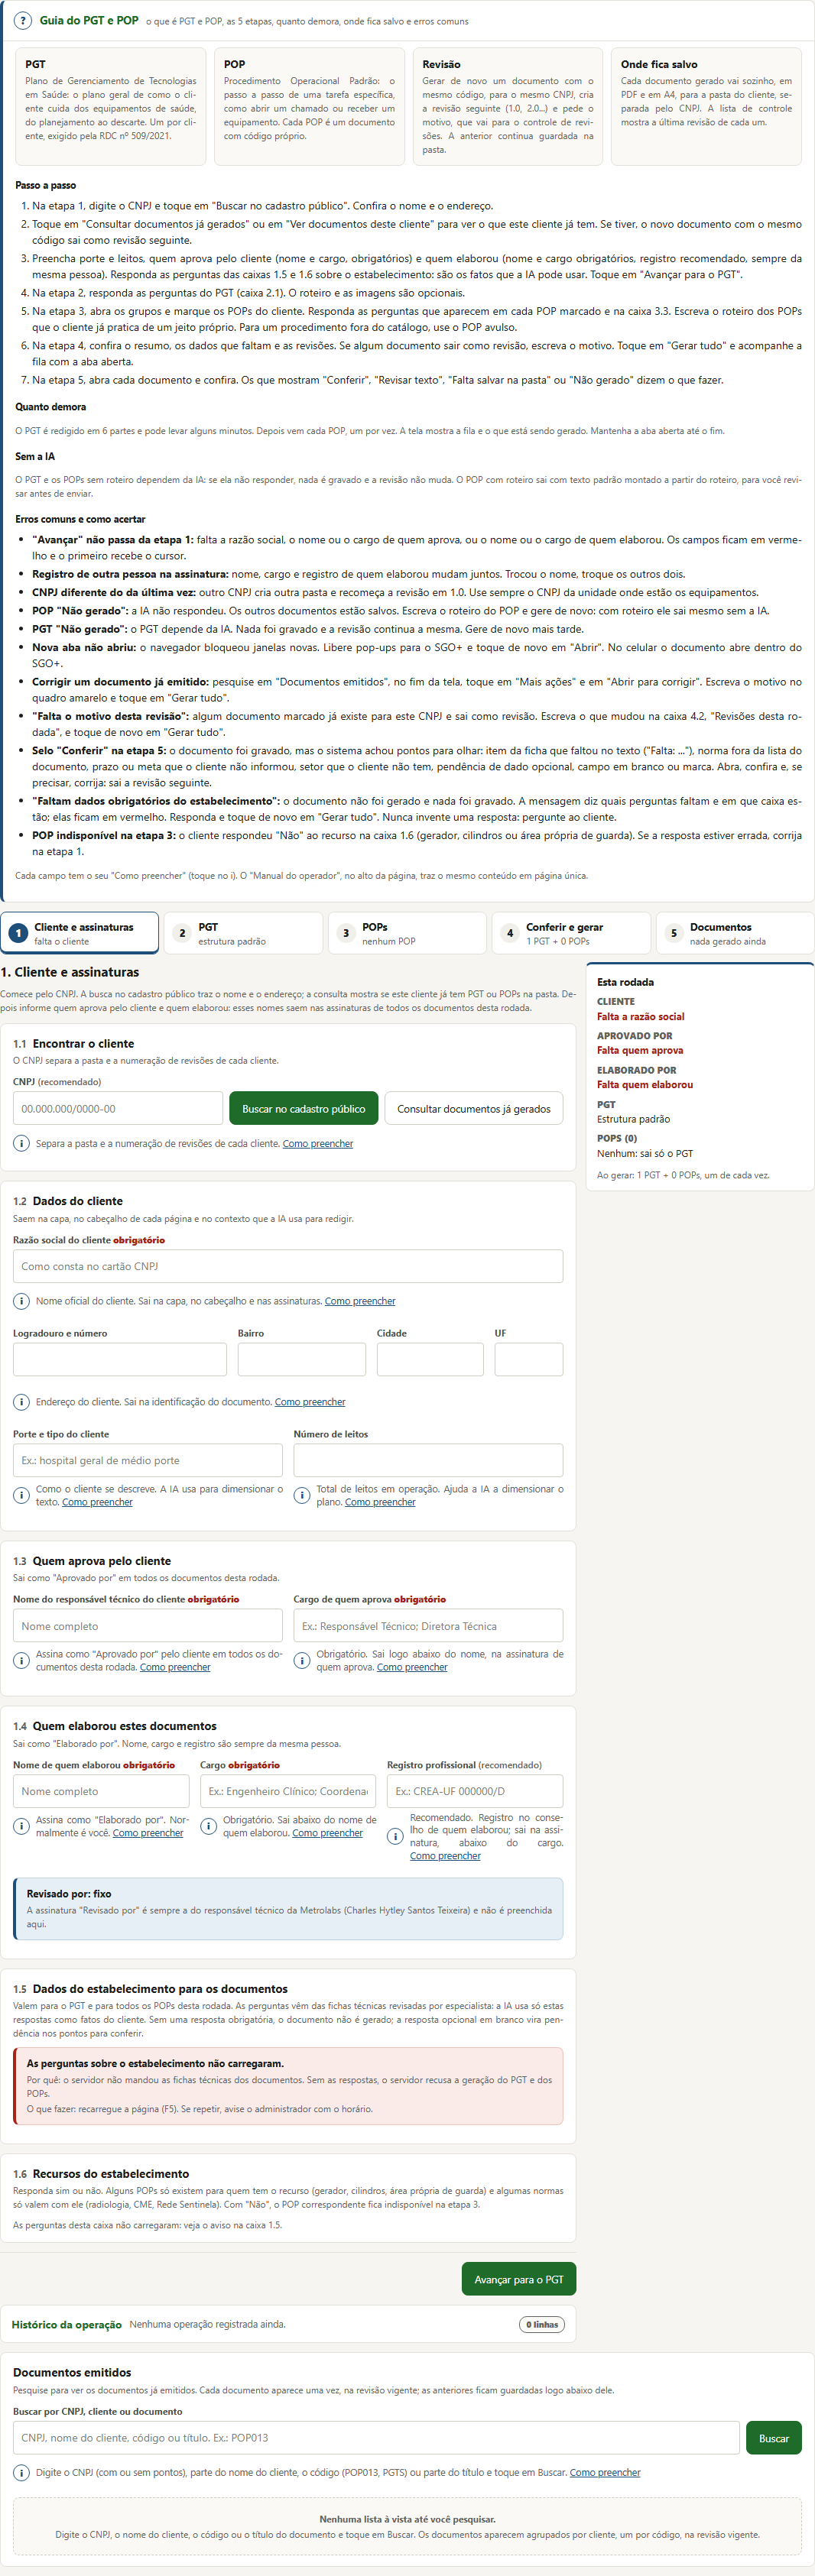 ? Guia do PGT e POP o que é PGT e POP, as 5 etapas, quanto demora, onde fica salvo e erros comuns
PGT
Plano de Gerenciamento de Tecnologias
em Saúde: o plano geral de como o cli-
ente cuida dos equipamentos de saúde,
do planejamento ao descarte. Um por cli-
ente, exigido pela RDC nº 509/2021.
POP
Procedimento Operacional Padrão: o
passo a passo de uma tarefa específica,
como abrir um chamado ou receber um
equipamento. Cada POP é um documento
com código próprio.
Revisão
Gerar de novo um documento com o
mesmo código, para o mesmo CNPJ, cria
a revisão seguinte (1.0, 2.0...) e pede o
motivo, que vai para o controle de revi-
sões. A anterior continua guardada na
pasta.
Onde fica salvo
Cada documento gerado vai sozinho, em
PDF e em A4, para a pasta do cliente, se-
parada pelo CNPJ. A lista de controle
mostra a última revisão de cada um.
Passo a passo
1. Na etapa 1, digite o CNPJ e toque em "Buscar no cadastro público". Confira o nome e o endereço.
2. Toque em "Consultar documentos já gerados" ou em "Ver documentos deste cliente" para ver o que este cliente já tem. Se tiver, o novo documento com o mesmo
código sai como revisão seguinte.
3. Preencha porte e leitos, quem aprova pelo cliente (nome e cargo, obrigatórios) e quem elaborou (nome e cargo obrigatórios, registro recomendado, sempre da
mesma pessoa). Responda as perguntas das caixas 1.5 e 1.6 sobre o estabelecimento: são os fatos que a IA pode usar. Toque em "Avançar para o PGT".
4. Na etapa 2, responda as perguntas do PGT (caixa 2.1). O roteiro e as imagens são opcionais.
5. Na etapa 3, abra os grupos e marque os POPs do cliente. Responda as perguntas que aparecem em cada POP marcado e na caixa 3.3. Escreva o roteiro dos POPs
que o cliente já pratica de um jeito próprio. Para um procedimento fora do catálogo, use o POP avulso.
6. Na etapa 4, confira o resumo, os dados que faltam e as revisões. Se algum documento sair como revisão, escreva o motivo. Toque em "Gerar tudo" e acompanhe a
fila com a aba aberta.
7. Na etapa 5, abra cada documento e confira. Os que mostram "Conferir", "Revisar texto", "Falta salvar na pasta" ou "Não gerado" dizem o que fazer.
Quanto demora
O PGT é redigido em 6 partes e pode levar alguns minutos. Depois vem cada POP, um por vez. A tela mostra a fila e o que está sendo gerado. Mantenha a aba aberta até o fim.
Sem a IA
O PGT e os POPs sem roteiro dependem da IA: se ela não responder, nada é gravado e a revisão não muda. O POP com roteiro sai com texto padrão montado a partir do roteiro, para você revi-
sar antes de enviar.
Erros comuns e como acertar
• "Avançar" não passa da etapa 1: falta a razão social, o nome ou o cargo de quem aprova, ou o nome ou o cargo de quem elaborou. Os campos ficam em verme-
lho e o primeiro recebe o cursor.
• Registro de outra pessoa na assinatura: nome, cargo e registro de quem elaborou mudam juntos. Trocou o nome, troque os outros dois.
• CNPJ diferente do da última vez: outro CNPJ cria outra pasta e recomeça a revisão em 1.0. Use sempre o CNPJ da unidade onde estão os equipamentos.
• POP "Não gerado": a IA não respondeu. Os outros documentos estão salvos. Escreva o roteiro do POP e gere de novo: com roteiro ele sai mesmo sem a IA.
• PGT "Não gerado": o PGT depende da IA. Nada foi gravado e a revisão continua a mesma. Gere de novo mais tarde.
• Nova aba não abriu: o navegador bloqueou janelas novas. Libere pop-ups para o SGO+ e toque de novo em "Abrir". No celular o documento abre dentro do
SGO+.
• Corrigir um documento já emitido: pesquise em "Documentos emitidos", no fim da tela, toque em "Mais ações" e em "Abrir para corrigir". Escreva o motivo no
quadro amarelo e toque em "Gerar tudo".
• "Falta o motivo desta revisão": algum documento marcado já existe para este CNPJ e sai como revisão. Escreva o que mudou na caixa 4.2, "Revisões desta ro-
dada", e toque de novo em "Gerar tudo".
• Selo "Conferir" na etapa 5: o documento foi gravado, mas o sistema achou pontos para olhar: item da ficha que faltou no texto ("Falta: ..."), norma fora da lista do
documento, prazo ou meta que o cliente não informou, setor que o cliente não tem, pendência de dado opcional, campo em branco ou marca. Abra, confira e, se
precisar, corrija: sai a revisão seguinte.
• "Faltam dados obrigatórios do estabelecimento": o documento não foi gerado e nada foi gravado. A mensagem diz quais perguntas faltam e em que caixa es-
tão; elas ficam em vermelho. Responda e toque de novo em "Gerar tudo". Nunca invente uma resposta: pergunte ao cliente.
• POP indisponível na etapa 3: o cliente respondeu "Não" ao recurso na caixa 1.6 (gerador, cilindros ou área própria de guarda). Se a resposta estiver errada, corrija
na etapa 1.
Cada campo tem o seu "Como preencher" (toque no i). O "Manual do operador", no alto da página, traz o mesmo conteúdo em página única.
1 Cliente e assinaturas
falta o cliente
2 PGT
estrutura padrão
3 POPs
nenhum POP
4 Conferir e gerar
1 PGT + 0 POPs
5 Documentos
nada gerado ainda
1. Cliente e assinaturas
Comece pelo CNPJ. A busca no cadastro público traz o nome e o endereço; a consulta mostra se este cliente já tem PGT ou POPs na pasta. De-
pois informe quem aprova pelo cliente e quem elaborou: esses nomes saem nas assinaturas de todos os documentos desta rodada.
Esta rodada
CLIENTE
Falta a razão social
APROVADO POR
Falta quem aprova
ELABORADO POR
Falta quem elaborou
PGT
Estrutura padrão
POPS (0)
Nenhum: sai só o PGT
Ao gerar: 1 PGT + 0 POPs, um de cada vez.
1.1 Encontrar o cliente
O CNPJ separa a pasta e a numeração de revisões de cada cliente.
CNPJ (recomendado)
00.000.000/0000-00 Buscar no cadastro público Consultar documentos já gerados
i Separa a pasta e a numeração de revisões de cada cliente. Como preencher
1.2 Dados do cliente
Saem na capa, no cabeçalho de cada página e no contexto que a IA usa para redigir.
Razão social do cliente obrigatório
Como consta no cartão CNPJ
i Nome oficial do cliente. Sai na capa, no cabeçalho e nas assinaturas. Como preencher
Logradouro e número Bairro Cidade UF
i Endereço do cliente. Sai na identificação do documento. Como preencher
Porte e tipo do cliente
Ex.: hospital geral de médio porte
i Como o cliente se descreve. A IA usa para dimensionar o
texto. Como preencher
Número de leitos
i Total de leitos em operação. Ajuda a IA a dimensionar o
plano. Como preencher
1.3 Quem aprova pelo cliente
Sai como "Aprovado por" em todos os documentos desta rodada.
Nome do responsável técnico do cliente obrigatório
Nome completo
i Assina como "Aprovado por" pelo cliente em todos os do-
cumentos desta rodada. Como preencher
Cargo de quem aprova obrigatório
Ex.: Responsável Técnico; Diretora Técnica
i Obrigatório. Sai logo abaixo do nome, na assinatura de
quem aprova. Como preencher
1.4 Quem elaborou estes documentos
Sai como "Elaborado por". Nome, cargo e registro são sempre da mesma pessoa.
Nome de quem elaborou obrigatório
Nome completo
i Assina como "Elaborado por". Nor-
malmente é você. Como preencher
Cargo obrigatório
Ex.: Engenheiro Clínico; Coordena
i Obrigatório. Sai abaixo do nome de
quem elaborou. Como preencher
Registro profissional (recomendado)
Ex.: CREA-UF 000000/D
i Recomendado. Registro no conse-
lho de quem elaborou; sai na assi-
natura, abaixo do cargo.
Como preencher
Revisado por: fixo
A assinatura "Revisado por" é sempre a do responsável técnico da Metrolabs (Charles Hytley Santos Teixeira) e não é preenchida
aqui.
1.5 Dados do estabelecimento para os documentos
Valem para o PGT e para todos os POPs desta rodada. As perguntas vêm das fichas técnicas revisadas por especialista: a IA usa só estas
respostas como fatos do cliente. Sem uma resposta obrigatória, o documento não é gerado; a resposta opcional em branco vira pen-
dência nos pontos para conferir.
As perguntas sobre o estabelecimento não carregaram.
Por quê: o servidor não mandou as fichas técnicas dos documentos. Sem as respostas, o servidor recusa a geração do PGT e dos
POPs.
O que fazer: recarregue a página (F5). Se repetir, avise o administrador com o horário.
1.6 Recursos do estabelecimento
Responda sim ou não. Alguns POPs só existem para quem tem o recurso (gerador, cilindros, área própria de guarda) e algumas normas
só valem com ele (radiologia, CME, Rede Sentinela). Com "Não", o POP correspondente fica indisponível na etapa 3.
As perguntas desta caixa não carregaram: veja o aviso na caixa 1.5.
Avançar para o PGT
Histórico da operação Nenhuma operação registrada ainda. 0 linhas
Documentos emitidos
Pesquise para ver os documentos já emitidos. Cada documento aparece uma vez, na revisão vigente; as anteriores ficam guardadas logo abaixo dele.
Buscar por CNPJ, cliente ou documento
CNPJ, nome do cliente, código ou título. Ex.: POP013 Buscar
i Digite o CNPJ (com ou sem pontos), parte do nome do cliente, o código (POP013, PGTS) ou parte do título e toque em Buscar. Como preencher
Nenhuma lista à vista até você pesquisar.
Digite o CNPJ, o nome do cliente, o código ou o título do documento e toque em Buscar. Os documentos aparecem agrupados por cliente, um por código, na revisão vigente.